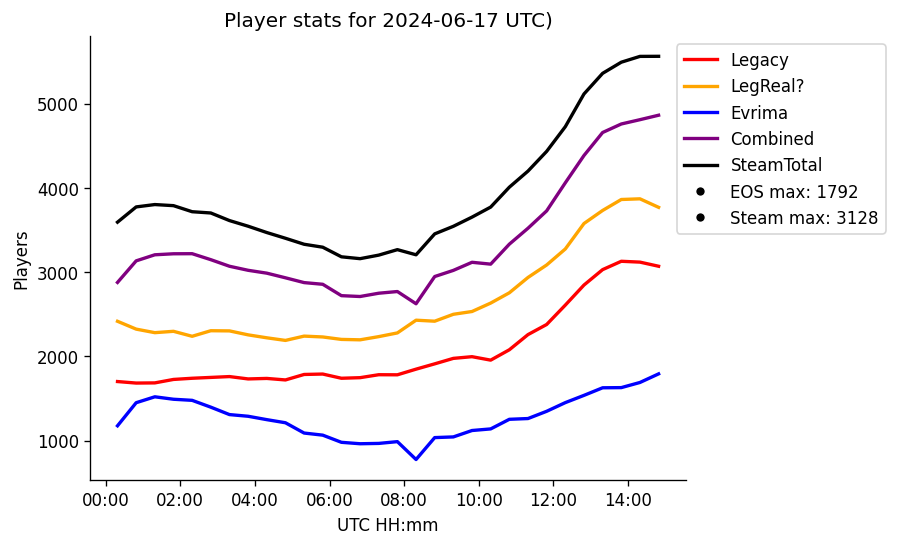 Player stats for 2024-06-17 UTC)
Legacy
LegReal?
Evrima
Combined
SteamTotal
EOS max: 1792
Steam max: 3128
5000
4000
3000
2000
1000
Players
00:00 02:00 04:00 06:00 08:00 10:00 12:00 14:00
UTC HH:mm